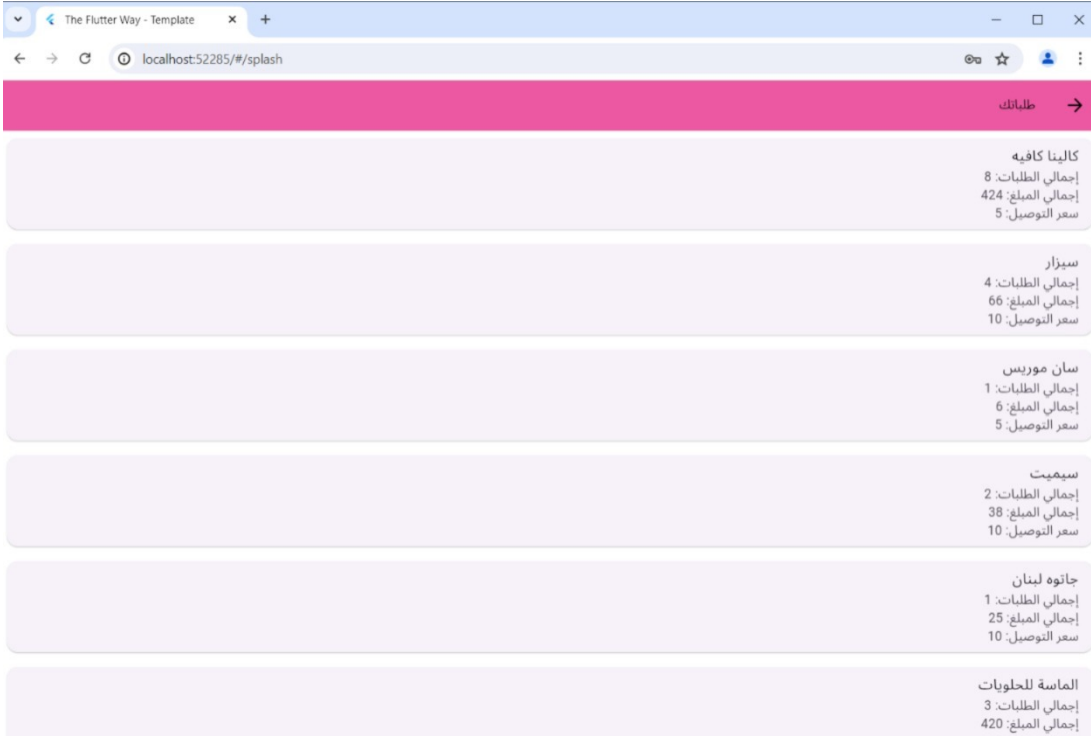 The Flutter Way - Template
localhost:52285/#/splash
طلباتك
كالينا كافيه
إجمالي الطلبات: 8
إجمالي المبلغ: 424
سعر التوصيل: 5
سيزار
إجمالي الطلبات: 4
إجمالي المبلغ: 66
سعر التوصيل: 10
سان موريس
إجمالي الطلبات: 1
إجمالي المبلغ: 6
سعر التوصيل: 5
سيميت
إجمالي الطلبات: 2
إجمالي المبلغ: 38
سعر التوصيل: 10
جاتوه لبنان
إجمالي الطلبات: 1
إجمالي المبلغ: 25
سعر التوصيل: 10
الماسة للحلويات
إجمالي الطلبات: 3
إجمالي المبلغ: 420